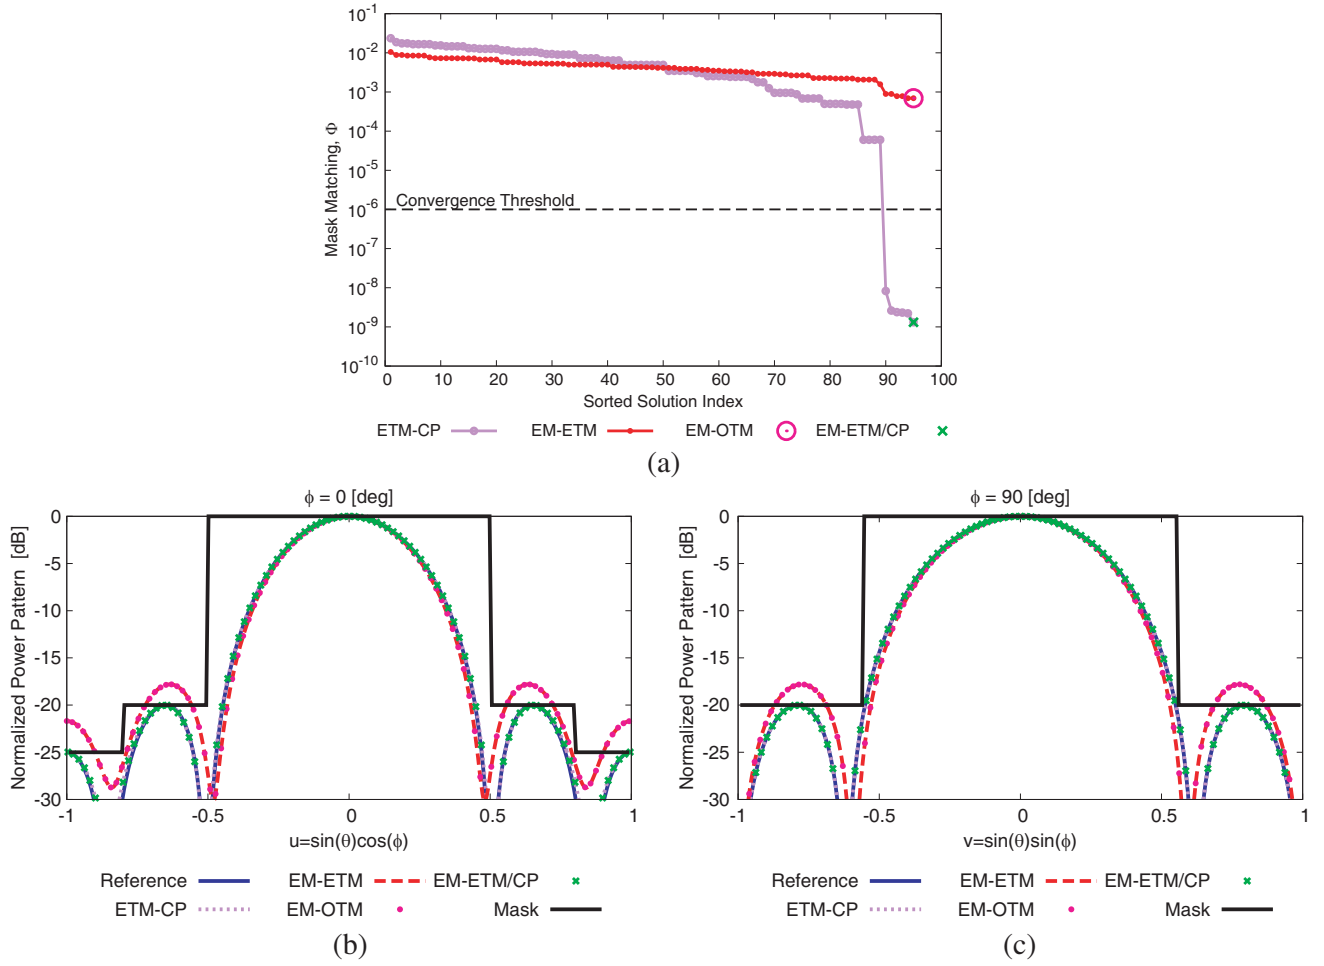 10-1
10-2
10-3
10-4
10-5
10-6
10-7
10-8
10-9
10-10
Mask Matching, Φ
Convergence Threshold
0 10 20 30 40 50 60 70 80 90 100
Sorted Solution Index
ETM-CP EM-ETM EM-OTM EM-ETM/CP
(a)
ϕ = 0 [deg]
0
-5
-10
-15
-20
-25
-30
Normalized Power Pattern [dB]
-1 -0.5 0 0.5 1
u=sin(θ)cos(ϕ)
Reference EM-ETM EM-ETM/CP
ETM-CP EM-OTM Mask
(b)
ϕ = 90 [deg]
0
-5
-10
-15
-20
-25
-30
Normalized Power Pattern [dB]
-1 -0.5 0 0.5 1
v=sin(θ)sin(ϕ)
Reference EM-ETM EM-ETM/CP
ETM-CP EM-OTM Mask
(c)